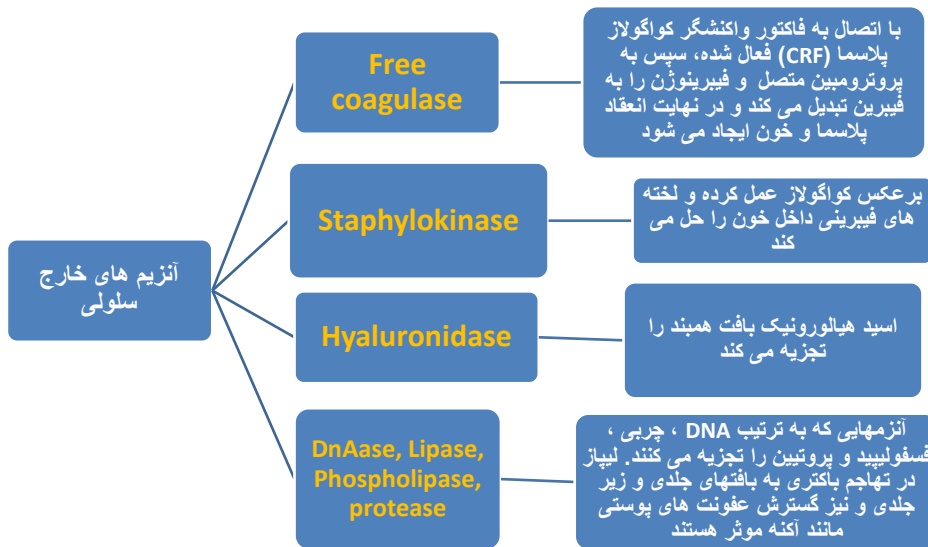 آنزیم های خارج
سلولی
Free
coagulase
با اتصال به فاکتور واکنشگر کواگولاز
پلاسما (CRF) فعال شده، سپس به
پروترومبین متصل و فیبرینوژن را به
فیبرین تبدیل می کند و در نهایت انعقاد
پلاسما و خون ایجاد می شود
Staphylokinase
برعکس کواگولاز عمل کرده و لخته
های فیبرینی داخل خون را حل می
کند
Hyaluronidase
اسید هیالورونیک بافت همبند را
تجزیه می کند
DnAase, Lipase,
Phospholipase,
protease
آنزمهایی که به ترتیب DNA ، چربی ،
فسفولیپید و پروتیین را تجزیه می کنند. لیپاز
در تهاجم باکتری به بافتهای جلدی و زیر
جلدی و نیز گسترش عفونت های پوستی
مانند آکنه موثر هستند